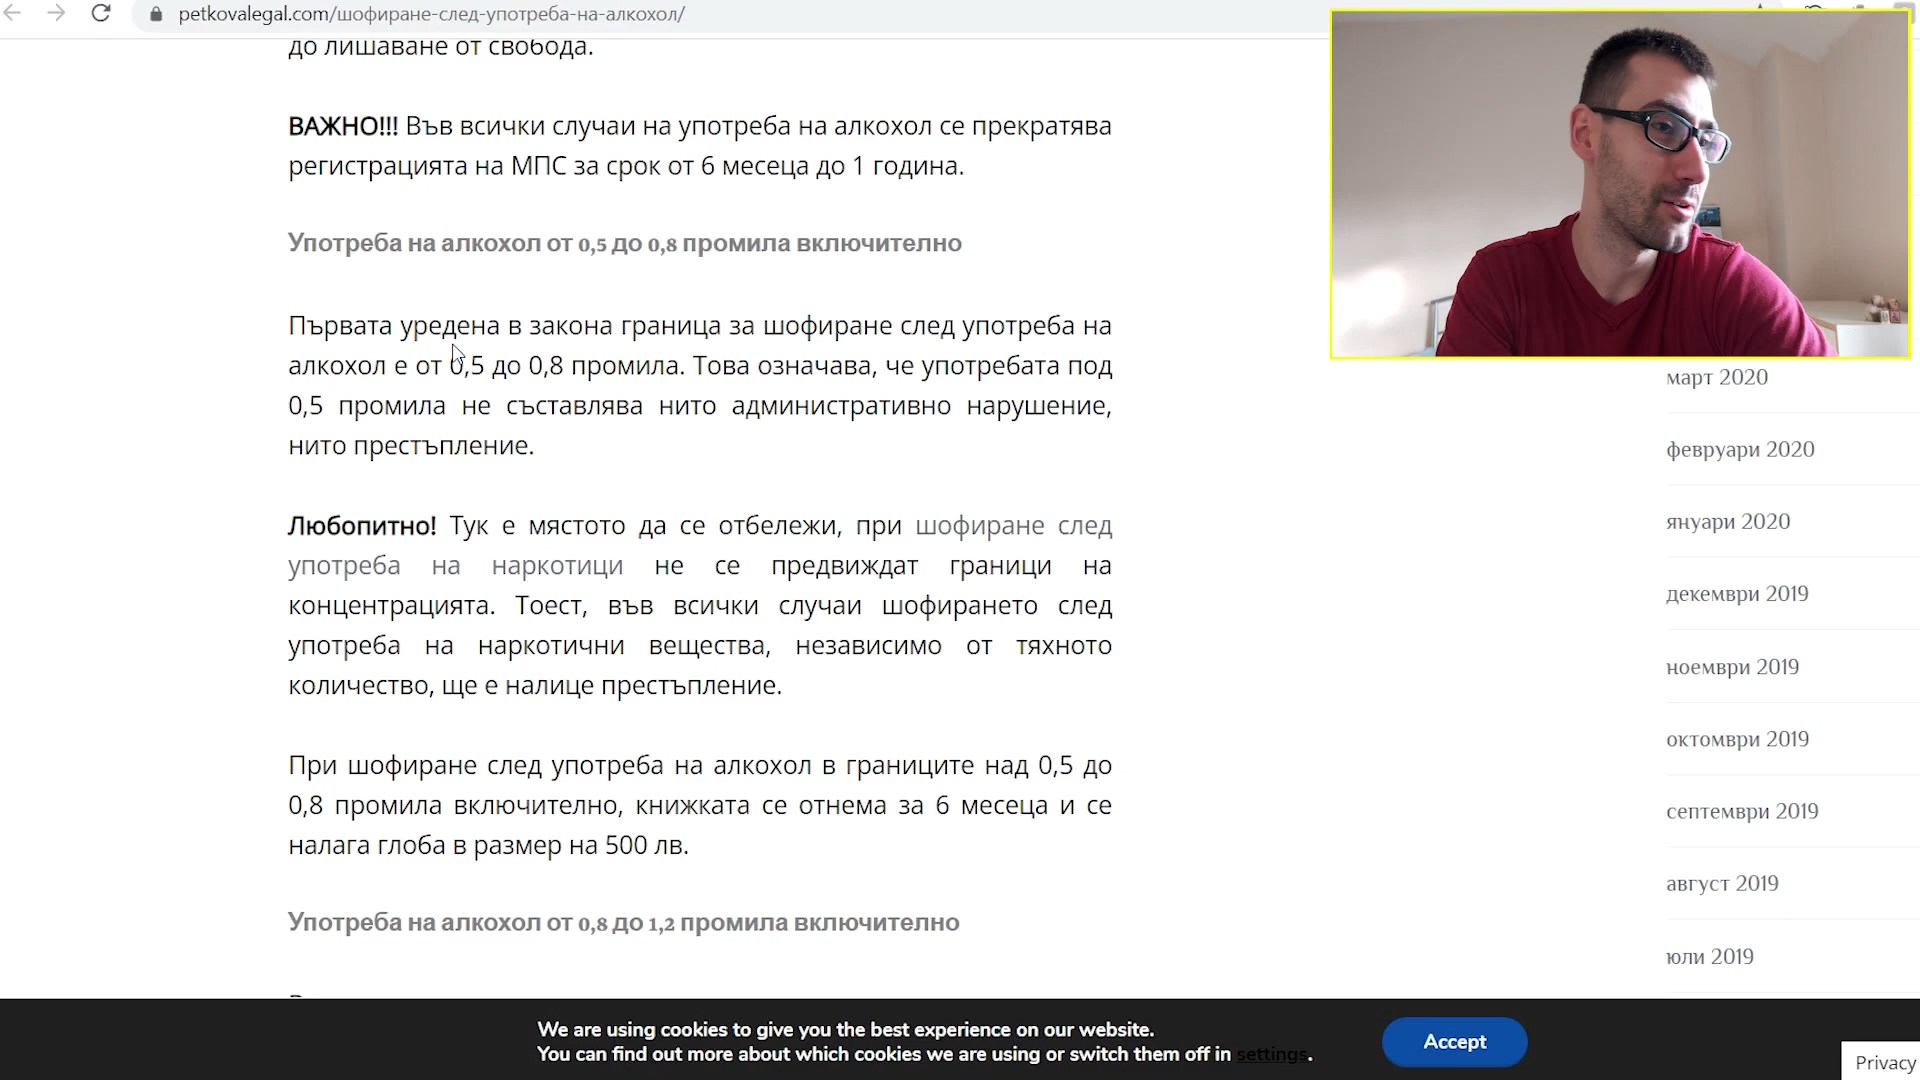 petkovalegal.com/шофиране-след-употреба-на-алкохол/
до лишаване от свобода.
ВАЖНО!!! Във всички случаи на употреба на алкохол се прекратява
регистрацията на МПС за срок от 6 месеца до 1 година.
Употреба на алкохол от 0,5 до 0,8 промила включително
Първата уредена в закона граница за шофиране след употреба на
алкохол е от 0,5 до 0,8 промила. Това означава, че употребата под
0,5 промила не съставлява нито административно нарушение,
нито престъпление.
Любопитно! Тук е мястото да се отбележи, при шофиране след
употреба на наркотици не се предвиждат граници на
концентрацията. Тоест, във всички случаи шофирането след
употреба на наркотични вещества, независимо от тяхното
количество, ще е налице престъпление.
При шофиране след употреба на алкохол в границите над 0,5 до
0,8 промила включително, книжката се отнема за 6 месеца и се
налага глоба в размер на 500 лв.
Употреба на алкохол от 0,8 до 1,2 промила включително
март 2020
февруари 2020
януари 2020
декември 2019
ноември 2019
октомври 2019
септември 2019
август 2019
юли 2019
We are using cookies to give you the best experience on our website.
You can find out more about which cookies we are using or switch them off in settings.
Accept
Privacy